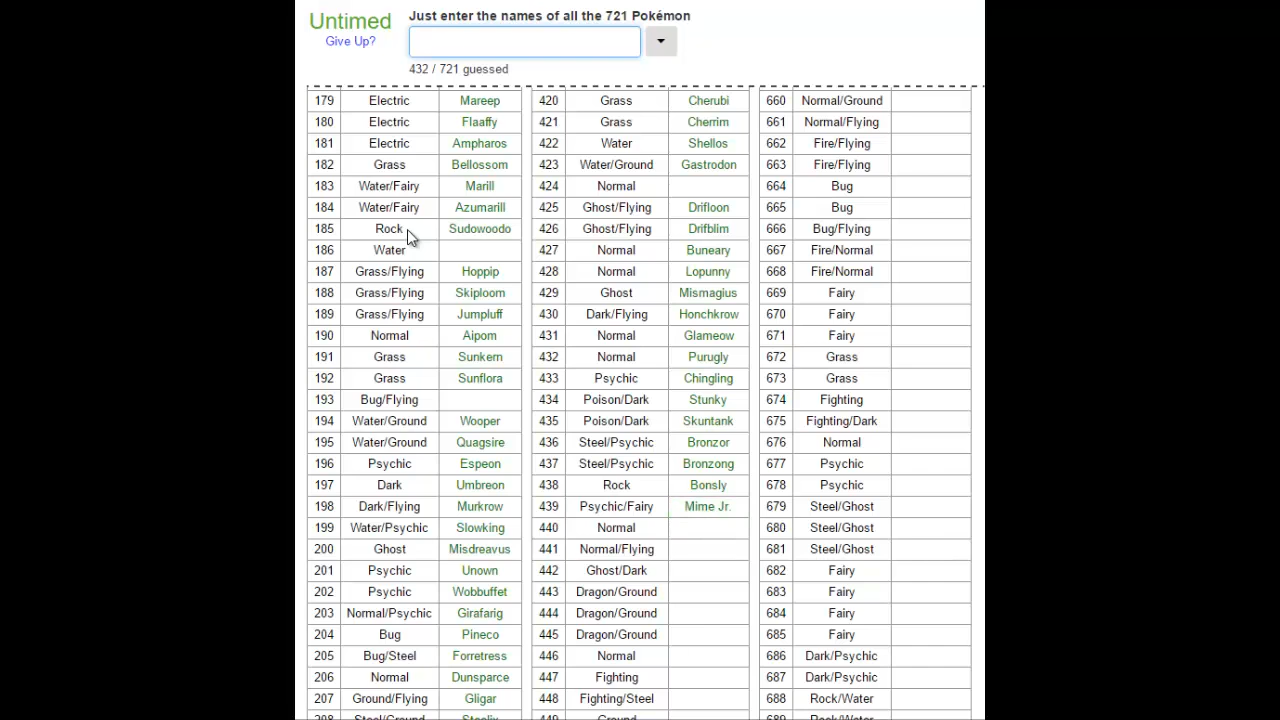 Untimed
Just enter the names of all the 721 Pokémon
Give Up?
432 / 721 guessed
179 Electric Mareep 420 Grass Cherubi 660 Normal/Ground
180 Electric Flaaffy 421 Grass Cherrim 661 Normal/Flying
181 Electric Ampharos 422 Water Shellos 662 Fire/Flying
182 Grass Bellossom 423 Water/Ground Gastrodon 663 Fire/Flying
183 Water/Fairy Marill 424 Normal 664 Bug
184 Water/Fairy Azumarill 425 Ghost/Flying Drifloon 665 Bug
185 Rock Sudowoodo 426 Ghost/Flying Drifblim 666 Bug/Flying
186 Water 427 Normal Buneary 667 Fire/Normal
187 Grass/Flying Hoppip 428 Normal Lopunny 668 Fire/Normal
188 Grass/Flying Skiploom 429 Ghost Mismagius 669 Fairy
189 Grass/Flying Jumpluff 430 Dark/Flying Honchkrow 670 Fairy
190 Normal Aipom 431 Normal Glameow 671 Fairy
191 Grass Sunkern 432 Normal Purugly 672 Grass
192 Grass Sunflora 433 Psychic Chingling 673 Grass
193 Bug/Flying 434 Poison/Dark Stunky 674 Fighting
194 Water/Ground Wooper 435 Poison/Dark Skuntank 675 Fighting/Dark
195 Water/Ground Quagsire 436 Steel/Psychic Bronzor 676 Normal
196 Psychic Espeon 437 Steel/Psychic Bronzong 677 Psychic
197 Dark Umbreon 438 Rock Bonsly 678 Psychic
198 Dark/Flying Murkrow 439 Psychic/Fairy Mime Jr. 679 Steel/Ghost
199 Water/Psychic Slowking 440 Normal 680 Steel/Ghost
200 Ghost Misdreavus 441 Normal/Flying 681 Steel/Ghost
201 Psychic Unown 442 Ghost/Dark 682 Fairy
202 Psychic Wobbuffet 443 Dragon/Ground 683 Fairy
203 Normal/Psychic Girafarig 444 Dragon/Ground 684 Fairy
204 Bug Pineco 445 Dragon/Ground 685 Fairy
205 Bug/Steel Forretress 446 Normal 686 Dark/Psychic
206 Normal Dunsparce 447 Fighting 687 Dark/Psychic
207 Ground/Flying Gligar 448 Fighting/Steel 688 Rock/Water
208 Steel/Ground Steelix 449 Ground 689 Rock/Water